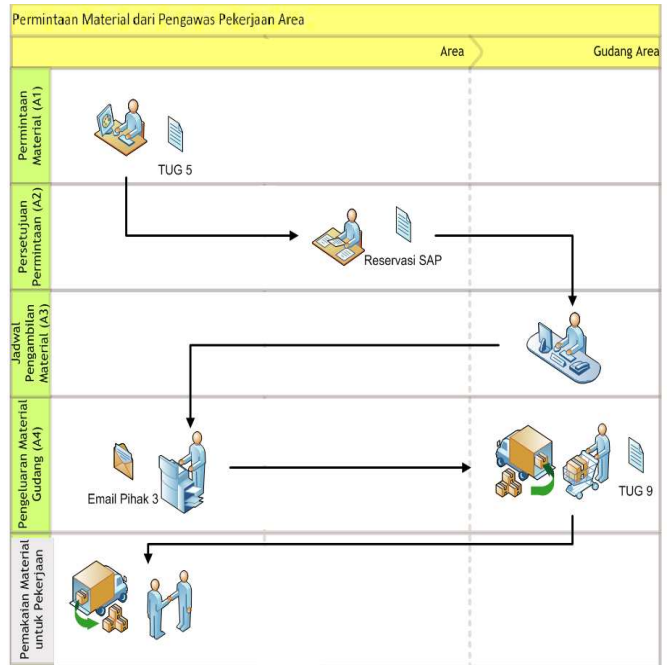 Permintaan Material dari Pengawas Pekerjaan Area
Area
Gudang Area
Permintaan
Material (A1)
TUG 5
Persetujuan
Permintaan (A2)
Reservasi SAP
Jadwal
Pengambilan
Material (A3)
Pengeluaran Material
Gudang (A4)
Email Pihak 3
TUG 9
Pemakaian Material
untuk Pekerjaan